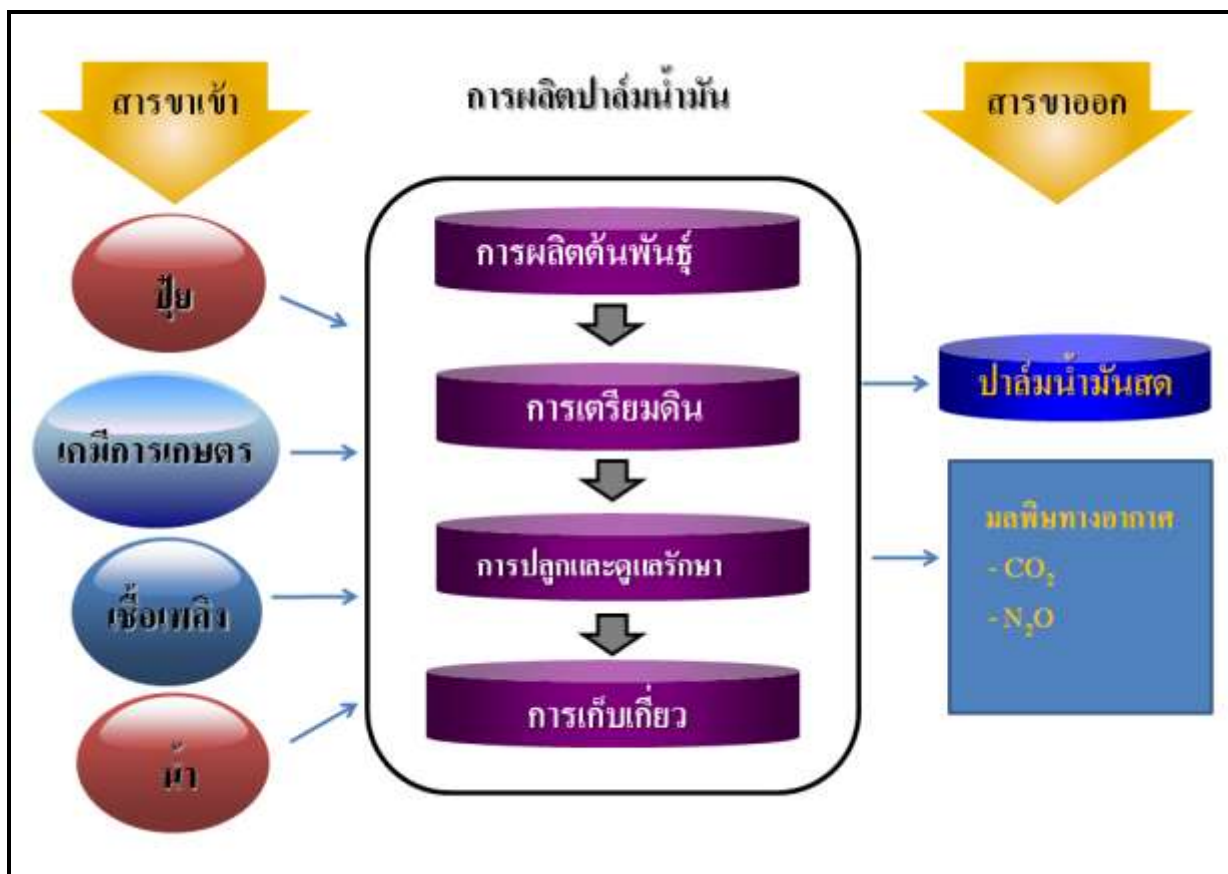 สารขาเข้า
การผลิตปาล์มน้ำมัน
สารขาออก
ปุ๋ย
เคมีการเกษตร
เชื้อเพลิง
น้ำ
การผลิตต้นพันธุ์
การเตรียมดิน
การปลูกและดูแลรักษา
การเก็บเกี่ยว
ปาล์มน้ำมันสด
มลพิษทางอากาศ
- CO₂
- N₂O